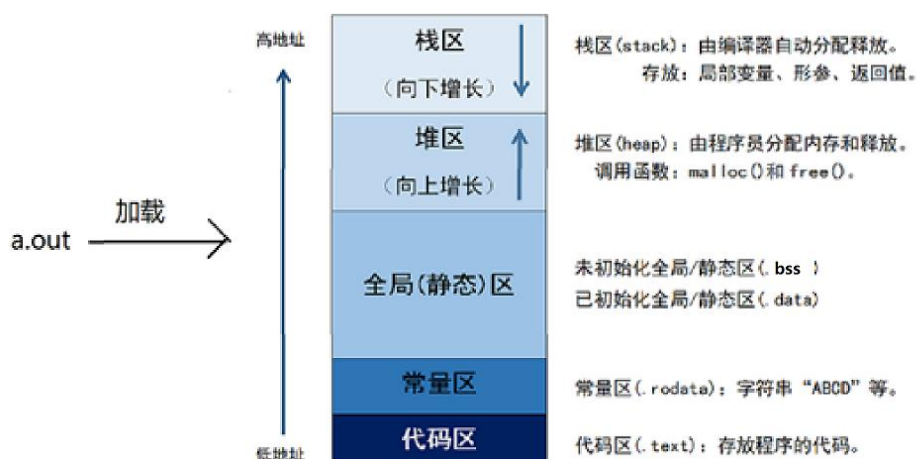 高地址
栈区
(向下增长)
栈区(stack): 由编译器自动分配释放。
存放: 局部变量、形参、返回值。
堆区
(向上增长)
堆区(heap): 由程序员分配内存和释放。
调用函数: malloc()和free()。
a.out
加载
全局(静态)区
未初始化全局/静态区(.bss )
已初始化全局/静态区(.data)
常量区
常量区(.rodata): 字符串 “ABCD” 等。
代码区
代码区(.text): 存放程序的代码。
低地址